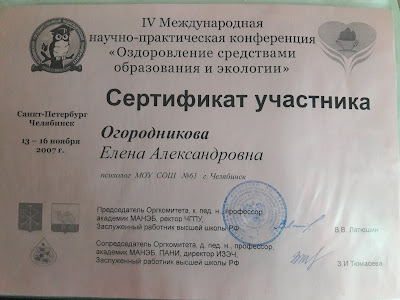 IV Международная
научно-практическая конференция
«Оздоровление средствами
образования и экологии»
Сертификат участника
Санкт-Петербург
Челябинск
13 – 16 ноября
2007 г.
Огородникова
Елена Александровна
психолог МОУ СОШ №61 г. Челябинск
Председатель Оргкомитета, к. пед. н., профессор,
академик МАНЭБ, ректор ЧГПУ,
Заслуженный работник высшей школы РФ
В.В. Латюшин
Сопредседатель Оргкомитета, д. пед. н., профессор,
академик МАНЭБ, ПАНИ, директор ИЗЭЧ,
Заслуженный работник высшей школы РФ
З.И Тюмасева